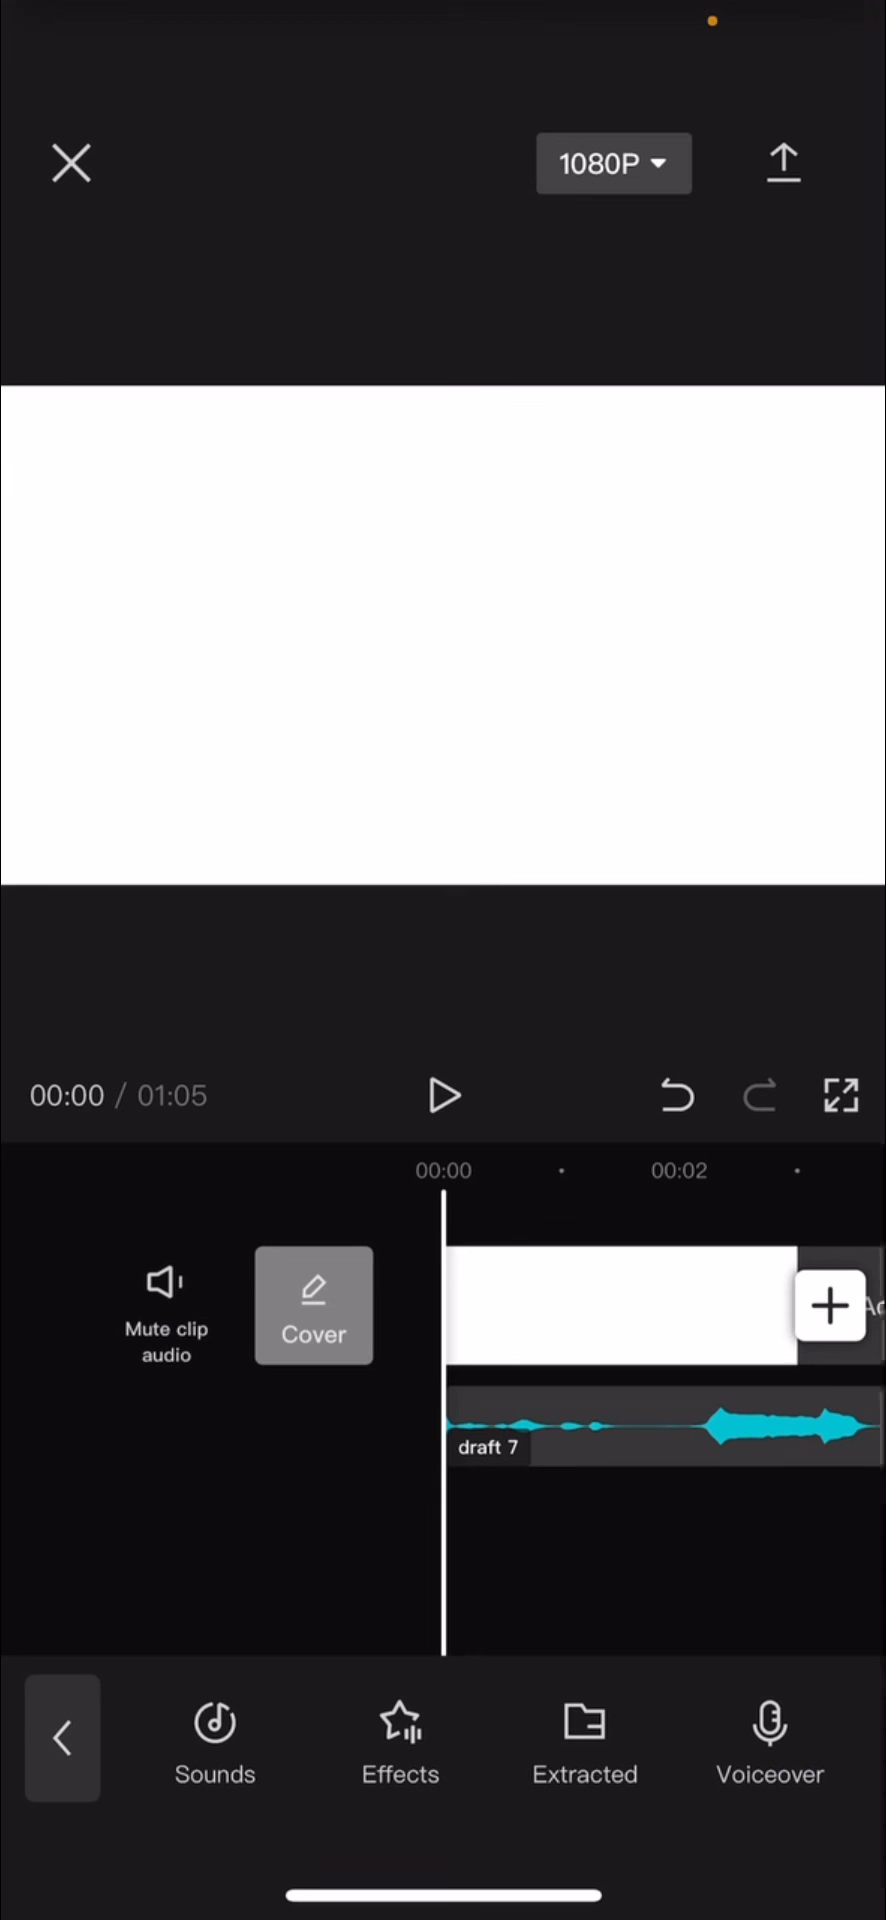 1080P
00:00 / 01:05
00:00
00:02
Mute clip
audio
Cover
draft 7
Sounds
Effects
Extracted
Voiceover